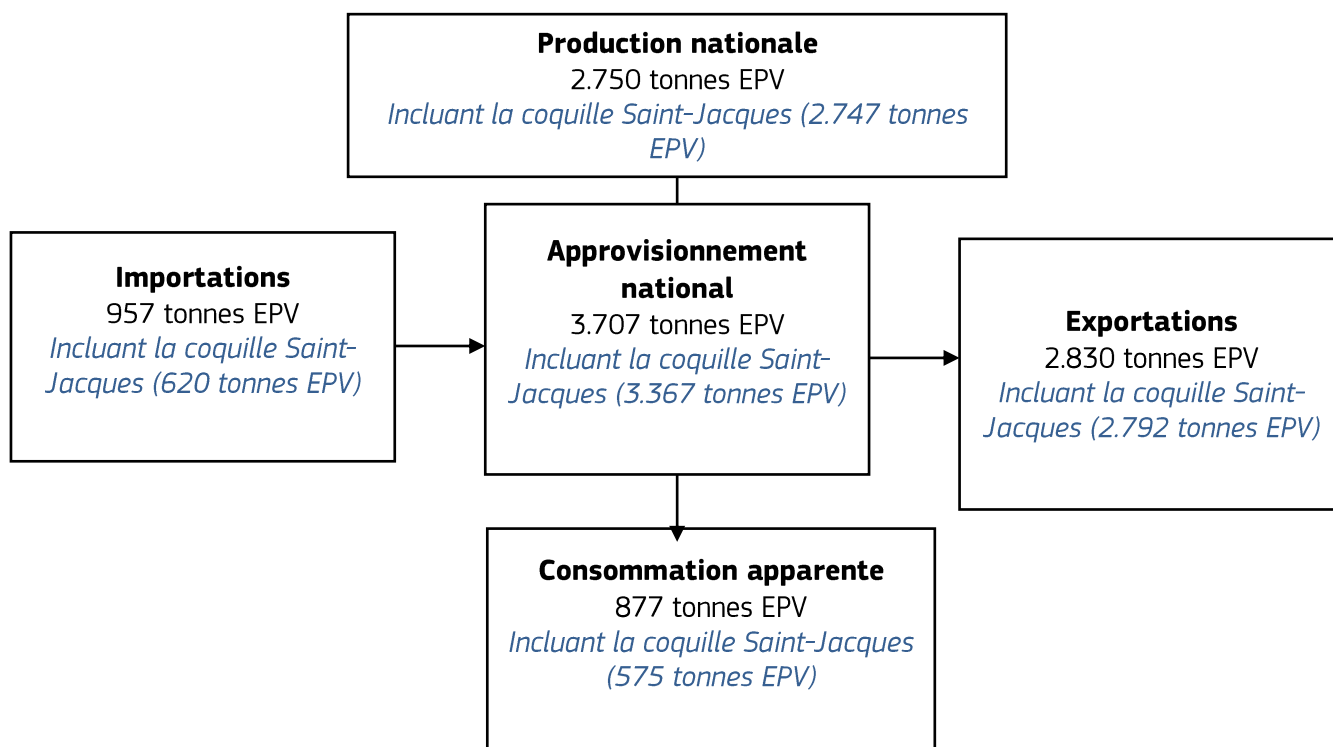 Production nationale
2.750 tonnes EPV
Incluant la coquille Saint-Jacques (2.747 tonnes
EPV)
Importations
957 tonnes EPV
Incluant la coquille Saint-
Jacques (620 tonnes EPV)
Approvisionnement
national
3.707 tonnes EPV
Incluant la coquille Saint-
Jacques (3.367 tonnes EPV)
Exportations
2.830 tonnes EPV
Incluant la coquille Saint-
Jacques (2.792 tonnes EPV)
Consommation apparente
877 tonnes EPV
Incluant la coquille Saint-Jacques
(575 tonnes EPV)